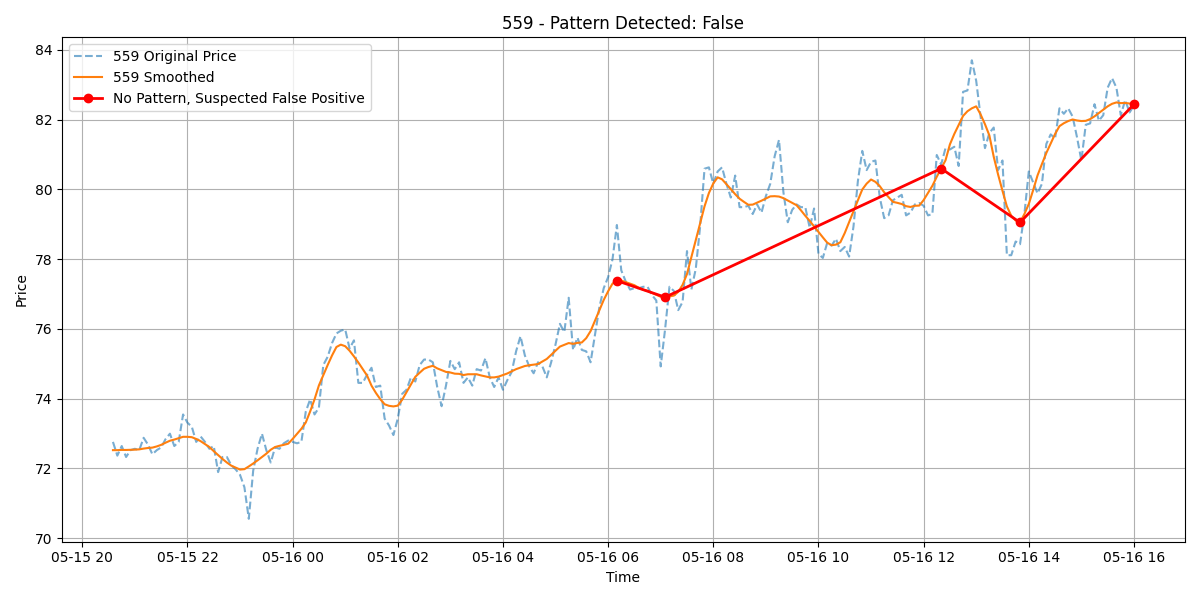 559 - Pattern Detected: False
559 Original Price
559 Smoothed
No Pattern, Suspected False Positive
Price
84
82
80
78
76
74
72
70
05-15 20 05-15 22 05-16 00 05-16 02 05-16 04 05-16 06 05-16 08 05-16 10 05-16 12 05-16 14 05-16 16
Time